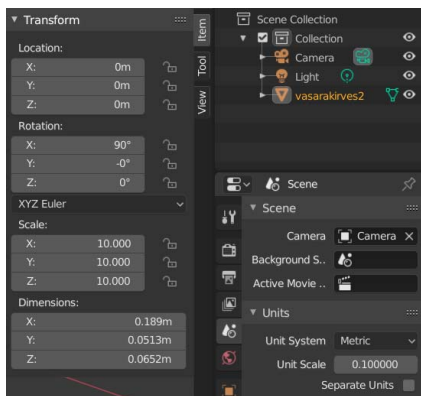 Transform
Location:
X: 0m
Y: 0m
Z: 0m
Rotation:
X: 90°
Y: -0°
Z: 0°
XYZ Euler
Scale:
X: 10.000
Y: 10.000
Z: 10.000
Dimensions:
X: 0.189m
Y: 0.0513m
Z: 0.0652m
Item
Tool
View
Scene Collection
Collection
Camera
Light
vasarakirves2
Scene
Scene
Camera Camera
Background S..
Active Movie ..
Units
Unit System Metric
Unit Scale 0.100000
Separate Units